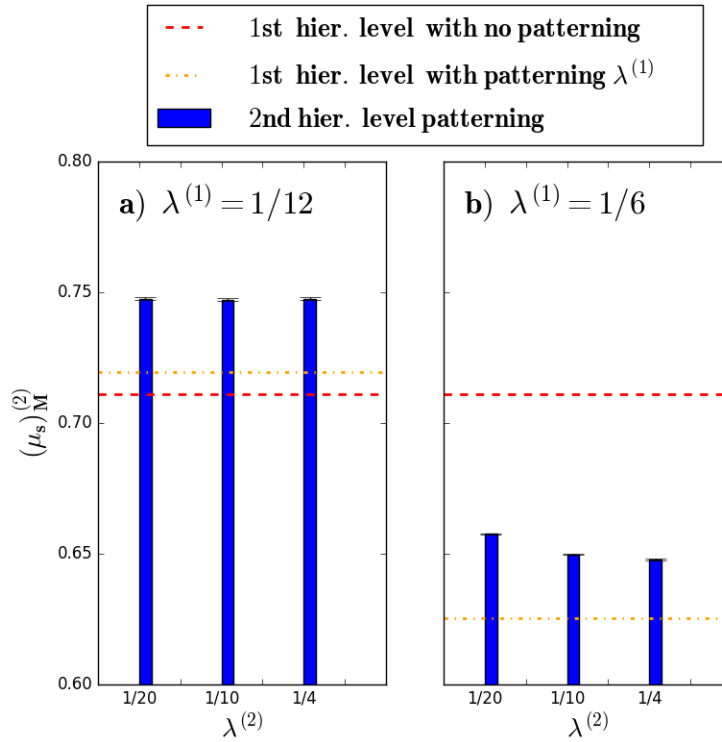 1st hier. level with no patterning
1st hier. level with patterning λ^(1)
2nd hier. level patterning
a) λ^(1) = 1/12
b) λ^(1) = 1/6
0.80
0.75
0.70
0.65
0.60
(μ_s)_M^(2)
1/20 1/10 1/4
1/20 1/10 1/4
λ^(2)
λ^(2)